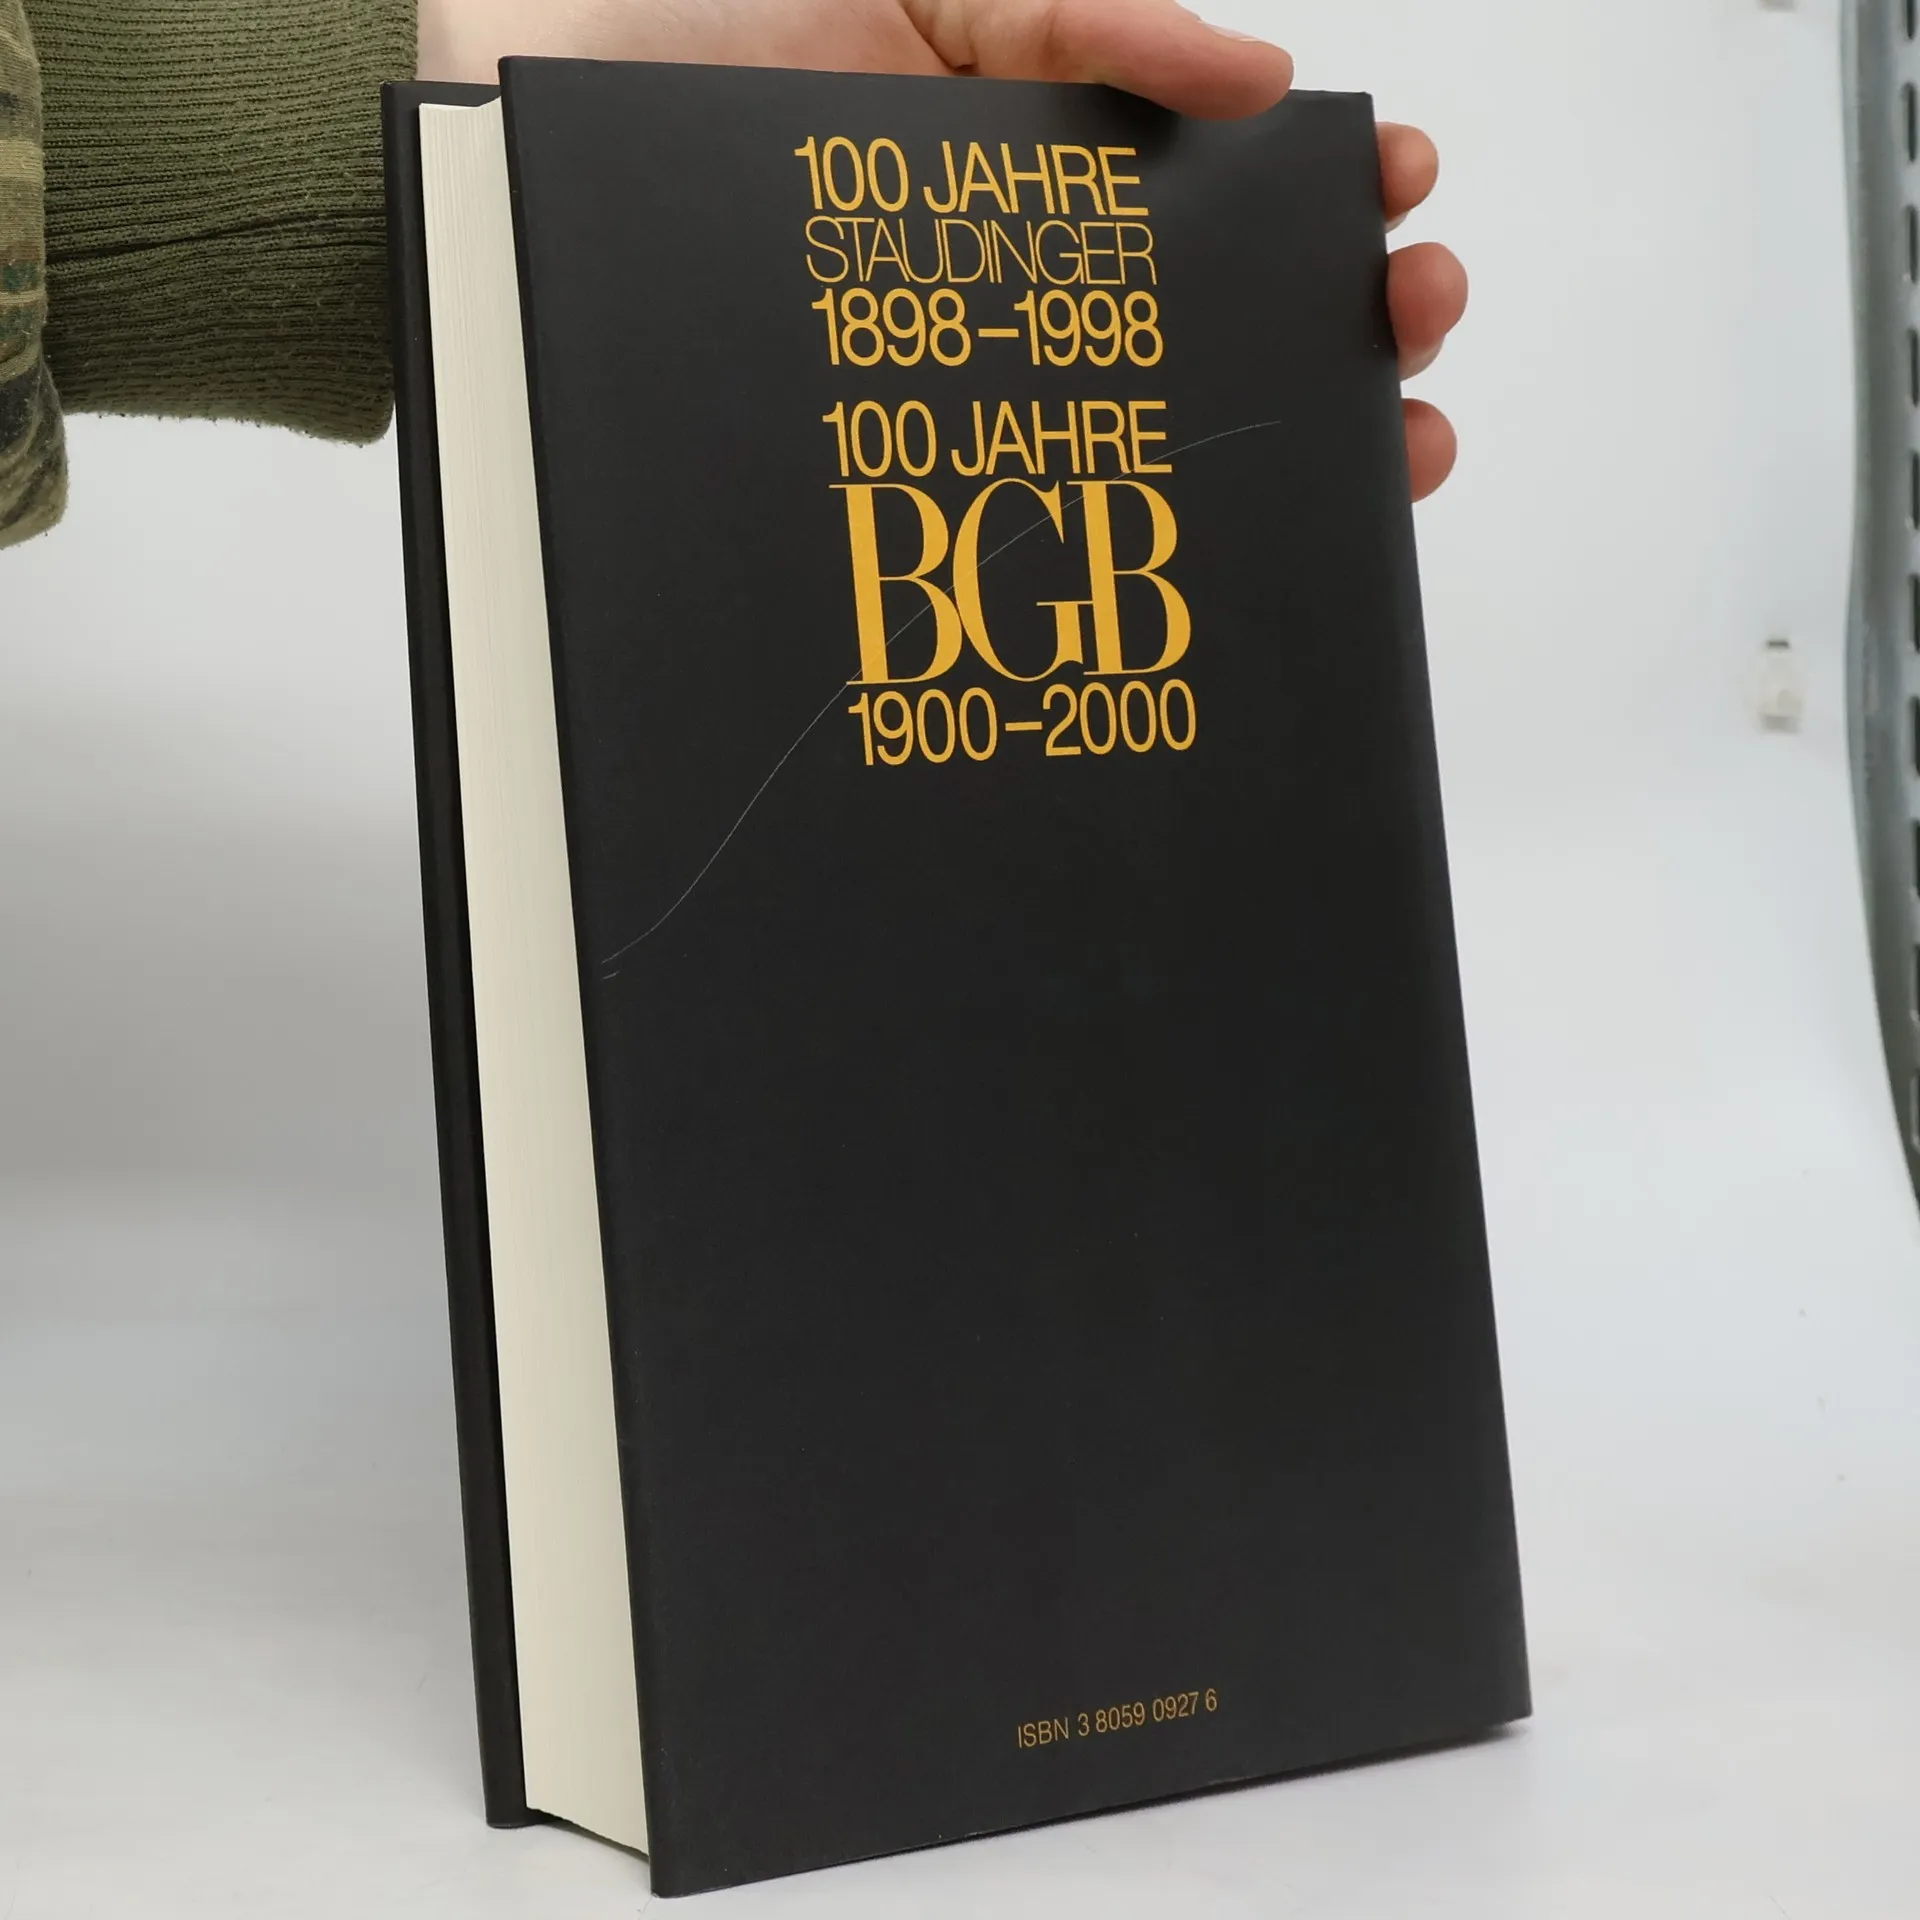 100 JAHRE
STAUDINGER
1898–1998
100 JAHRE
BGB
1900–2000
ISBN 3 8059 0927 6